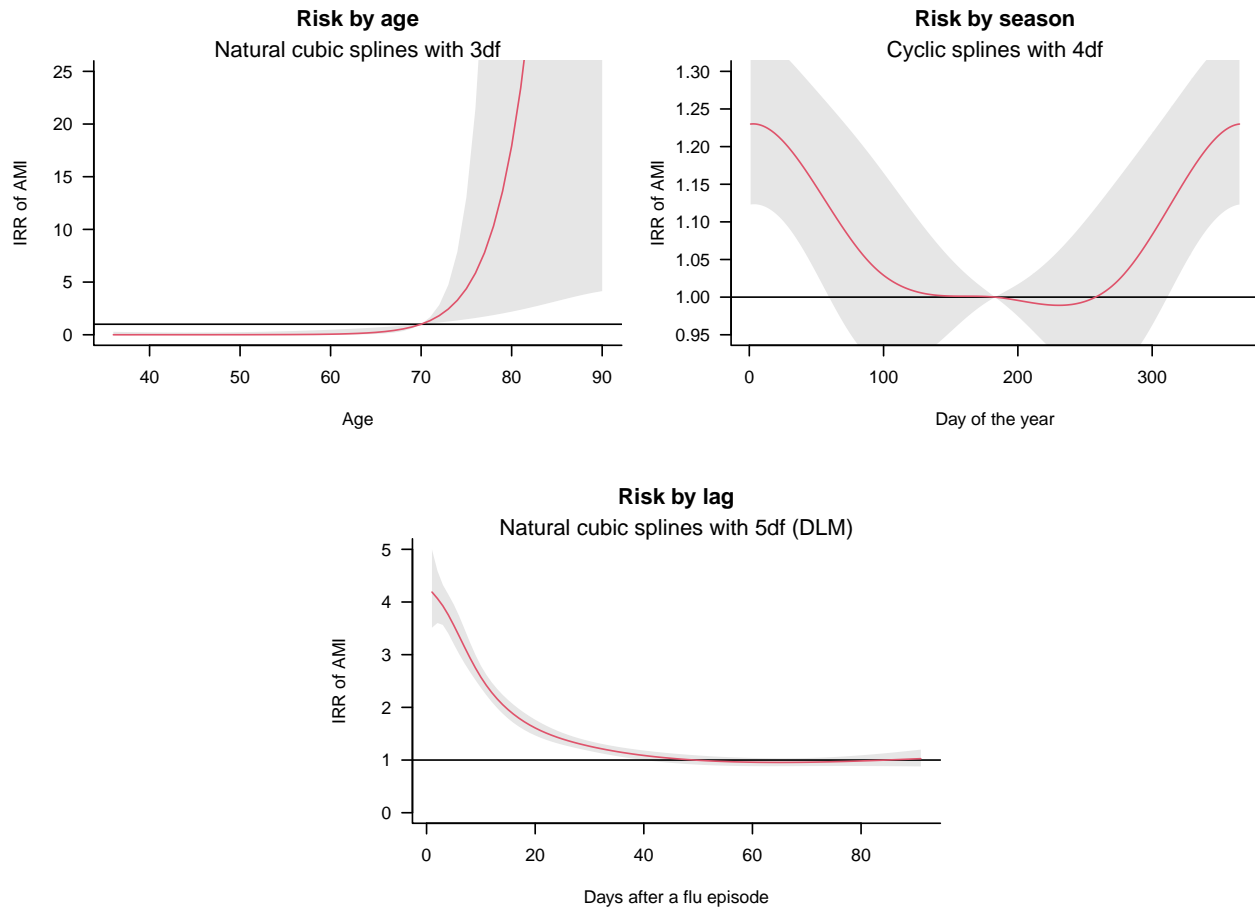 Risk by age
Natural cubic splines with 3df
25
20
15
10
5
0
IRR of AMI
40 50 60 70 80 90
Age
Risk by season
Cyclic splines with 4df
1.30
1.25
1.20
1.15
1.10
1.05
1.00
0.95
IRR of AMI
0 100 200 300
Day of the year
Risk by lag
Natural cubic splines with 5df (DLM)
5
4
3
2
1
0
IRR of AMI
0 20 40 60 80
Days after a flu episode